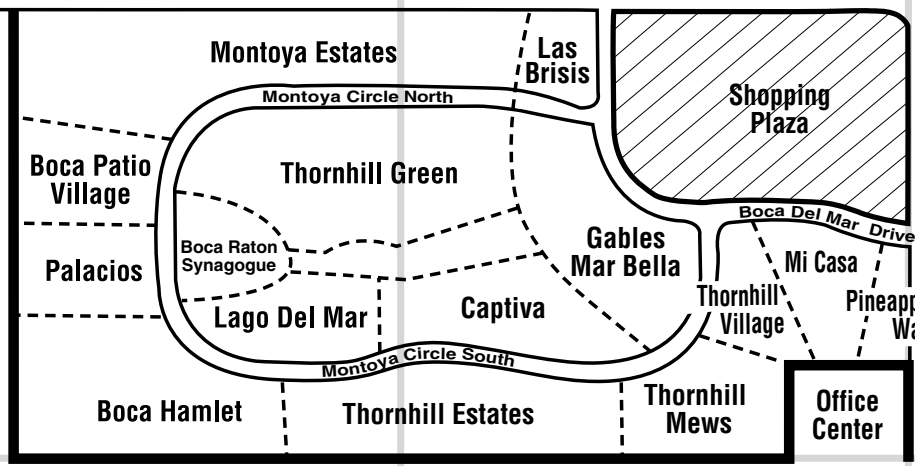 Montoya Estates
Las
Brisis
Montoya Circle North
Shopping
Plaza
Boca Patio
Village
Thornhill Green
Boca Del Mar Drive
Boca Raton
Synagogue
Gables
Mar Bella
Palacios
Mi Casa
Lago Del Mar
Captiva
Thornhill
Village
Montoya Circle South
Boca Hamlet
Thornhill Estates
Thornhill
Mews
Office
Center